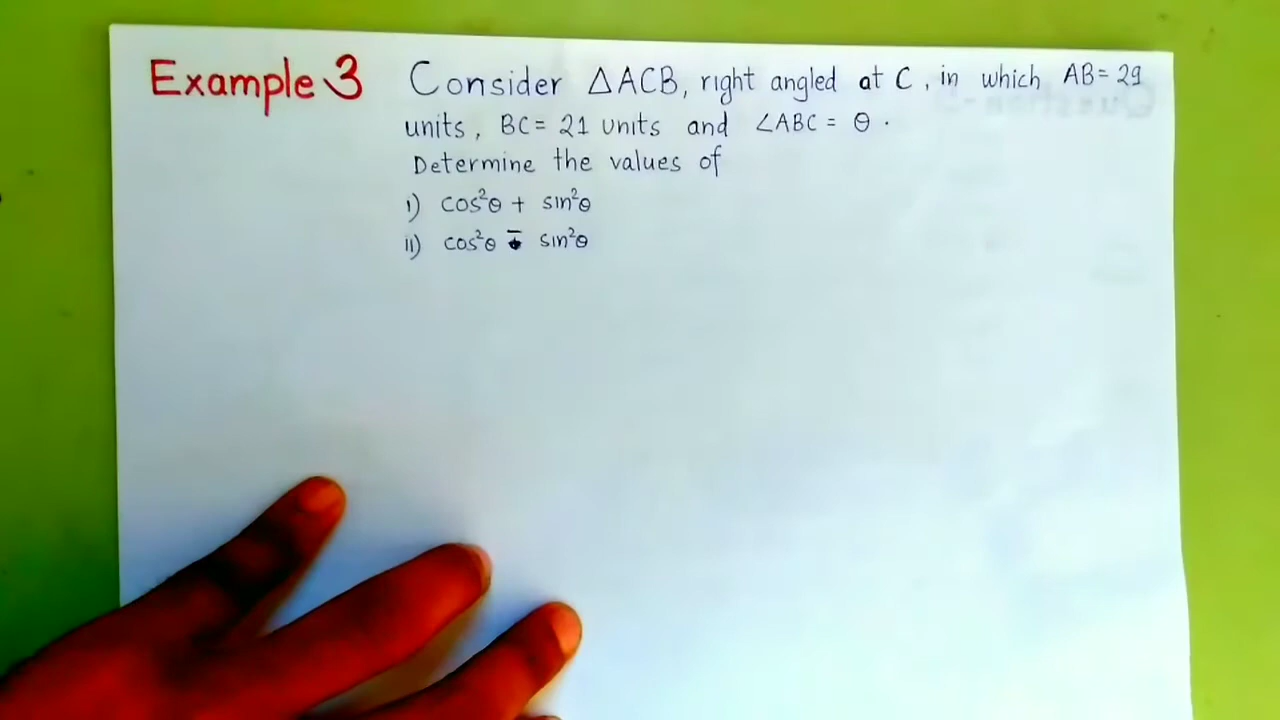 Example 3 Consider △ACB, right angled at C, in which AB = 29
units, BC = 21 units and ∠ABC = θ.
Determine the values of
i) cos²θ + sin²θ
ii) cos²θ - sin²θ